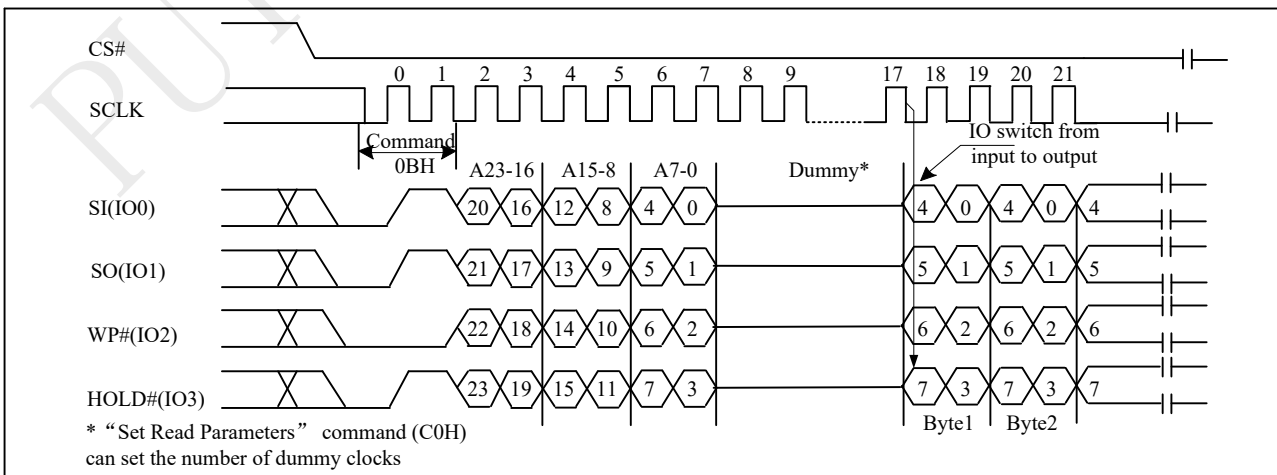 PU
CS#
0 1 2 3 4 5 6 7 8 9 17 18 19 20 21
SCLK
Command
0BH
IO switch from
input to output
A23-16 A15-8 A7-0 Dummy*
SI(IO0) 20 16 12 8 4 0 4 0 4 0 4
SO(IO1) 21 17 13 9 5 1 5 1 5 1 5
WP#(IO2) 22 18 14 10 6 2 6 2 6 2 6
HOLD#(IO3) 23 19 15 11 7 3 7 3 7 3 7
Byte1 Byte2
*“Set Read Parameters” command (C0H)
can set the number of dummy clocks